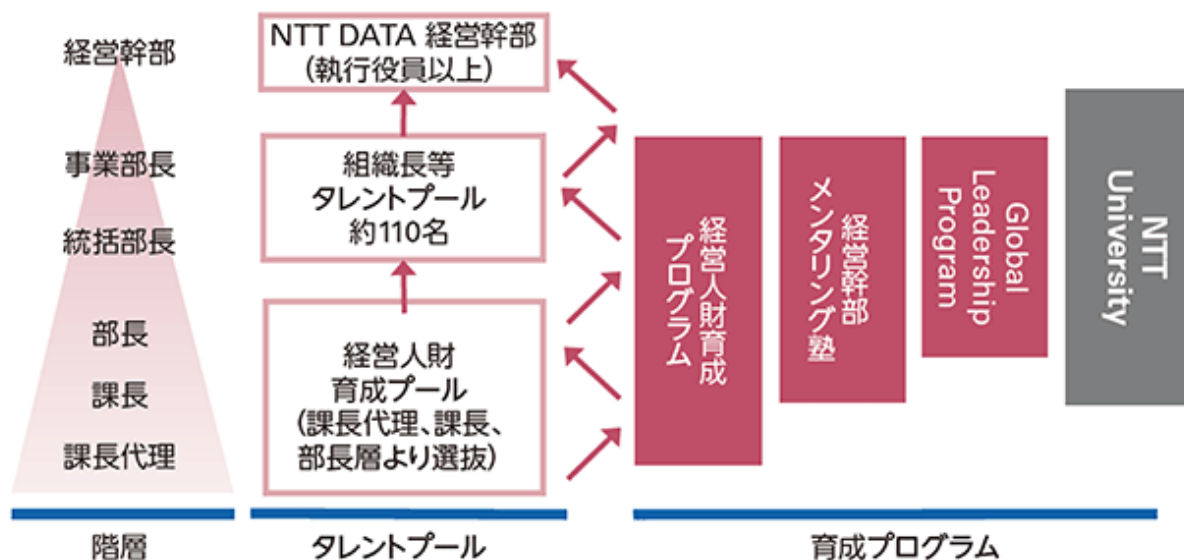 経営幹部
事業部長
統括部長
部長
課長
課長代理
階層
NTT DATA 経営幹部
(執行役員以上)
組織長等
タレントプール
約110名
経営人財
育成プール
(課長代理、課長、
部長層より選抜)
タレントプール
経営人財育成
プログラム
経営幹部
メンタリング塾
Global
Leadership
Program
NTT
University
育成プログラム